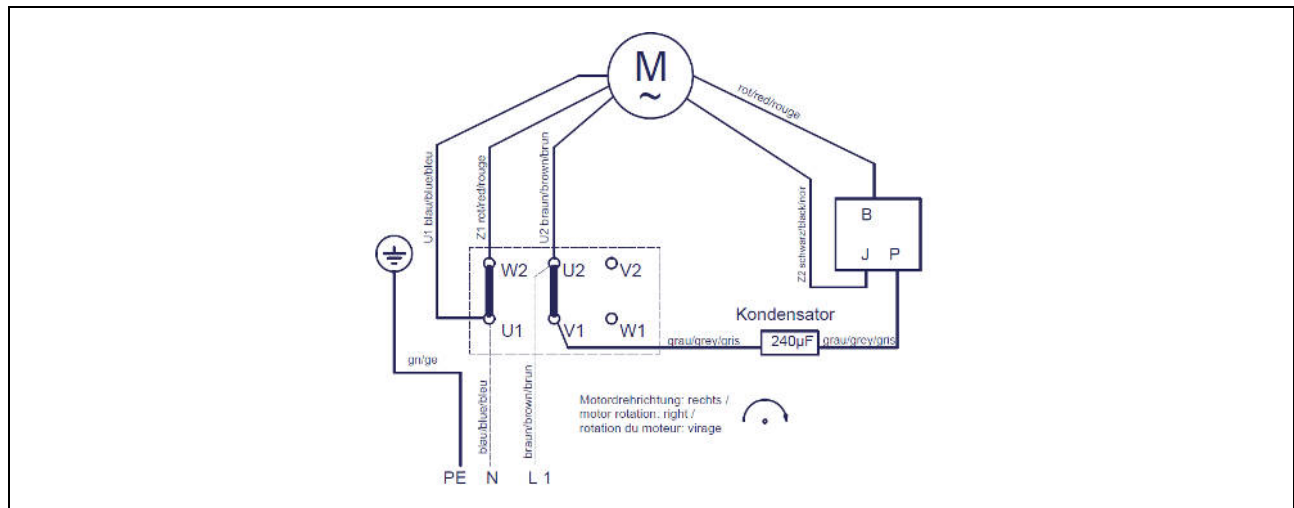 M
~
rot/red/rouge
U1 blau/blue/bleu
Z1 rot/red/rouge
U2 braun/brown/brun
Z2 schwarz/black/noir
B
J P
W2 U2 V2
U1 V1 W1
Kondensator
grau/grey/gris 240µF grau/grey/gris
gn/ge
blau/blue/bleu
braun/brown/brun
Motordrehrichtung: rechts /
motor rotation: right /
rotation du moteur: virage
PE N L 1